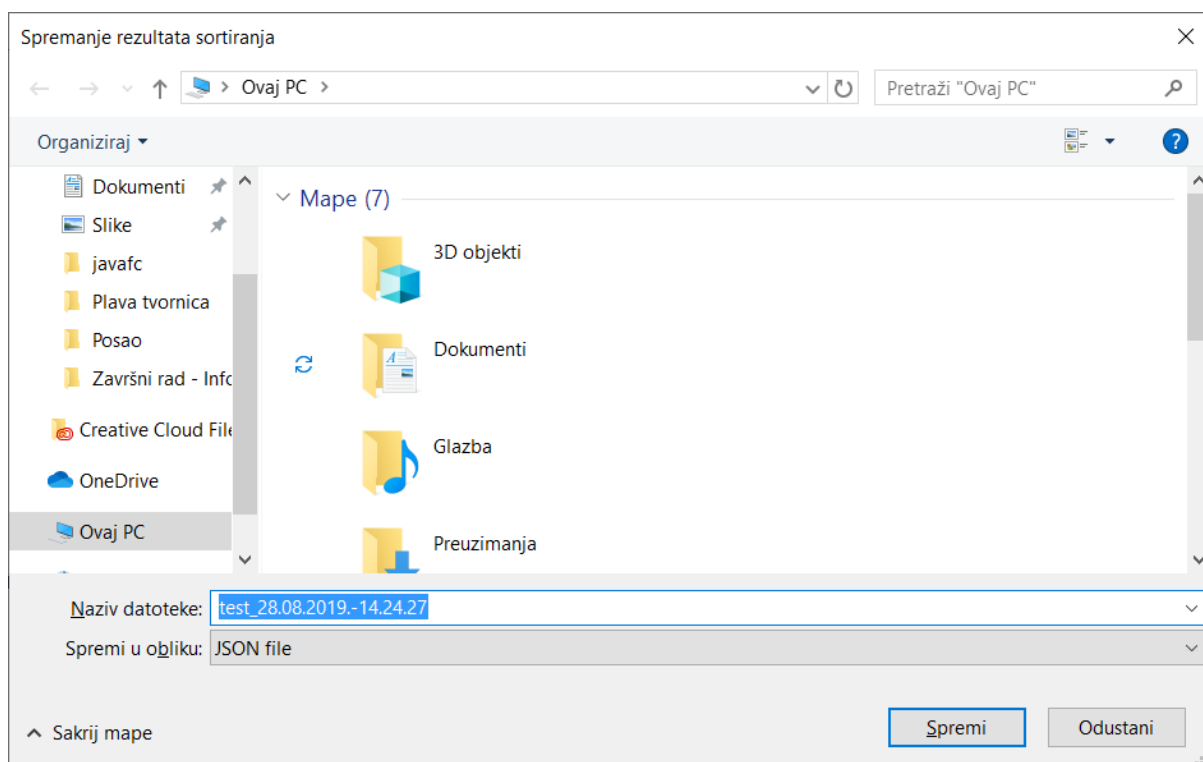 Spremanje rezultata sortiranja
Ovaj PC
Pretraži "Ovaj PC"
Organiziraj
Dokumenti
Slike
javafc
Plava tvornica
Posao
Završni rad - Info
Creative Cloud File
OneDrive
Ovaj PC
Mape (7)
3D objekti
Dokumenti
Glazba
Preuzimanja
Naziv datoteke: test_28.08.2019.-14.24.27
Spremi u obliku: JSON file
Sakrij mape
Spremi
Odustani